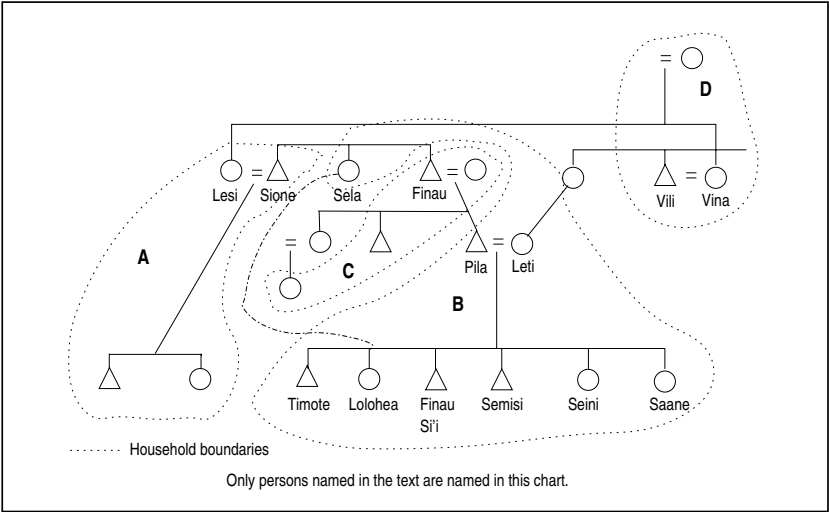 =
D
Lesi
=
Sione
Sela
Finau
=
Vili
=
Vina
A
=
C
Pila
=
Leti
B
Timote
Lolohea
Finau
Si'i
Semisi
Seini
Saane
Household boundaries
Only persons named in the text are named in this chart.